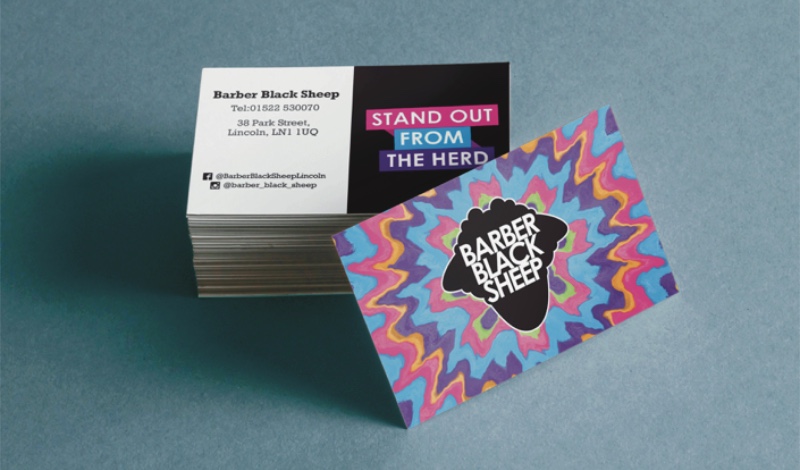 Barber Black Sheep
Tel:01522 530070
38 Park Street,
Lincoln, LN1 1UQ
@BarberBlackSheepLincoln
@barber_black_sheep
STAND OUT
FROM
THE HERD
BARBER
BLACK
SHEEP